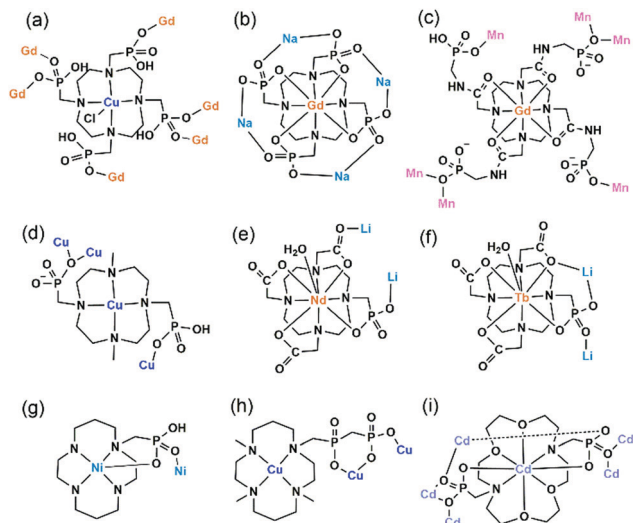 (a)
Gd Gd
O O
P O
Gd O P OH OH
O N
Gd N Cu N Gd
Cl O
HO N HO P O
O P O Gd
O
Gd
(b)
Na
O O
P
O O
O P N
Na
N Gd N
Na
O N O
P O
O P O
O
Na
(c)
Mn
HO O
P
O
HN
O C N
N Gd N
O N O
C
NH
O⁻
O P
Mn
O
Mn
Mn
O Mn
P O⁻
HN
O
C
O
C
NH
O⁻
P O
O
Mn
(d)
Cu
Cu
O
O⁻ P
O N
N Cu N
N O P OH
O
Cu
(e)
O Li
H₂O C
O O
C O N
Li
N Nd N
O N O P O
O
O C
(f)
O
H₂O C
O O
C O N Li
N Tb N
O
O N O P
O
O C Li
(g)
OH
N N P O
Ni O
N N Ni
(h)
O O
N N P P O
Cu
Cu O O
N N Cu
(i)
Cd O
O O
N P O Cd
O Cd O
P N Cd
O O
Cd O O
Cd